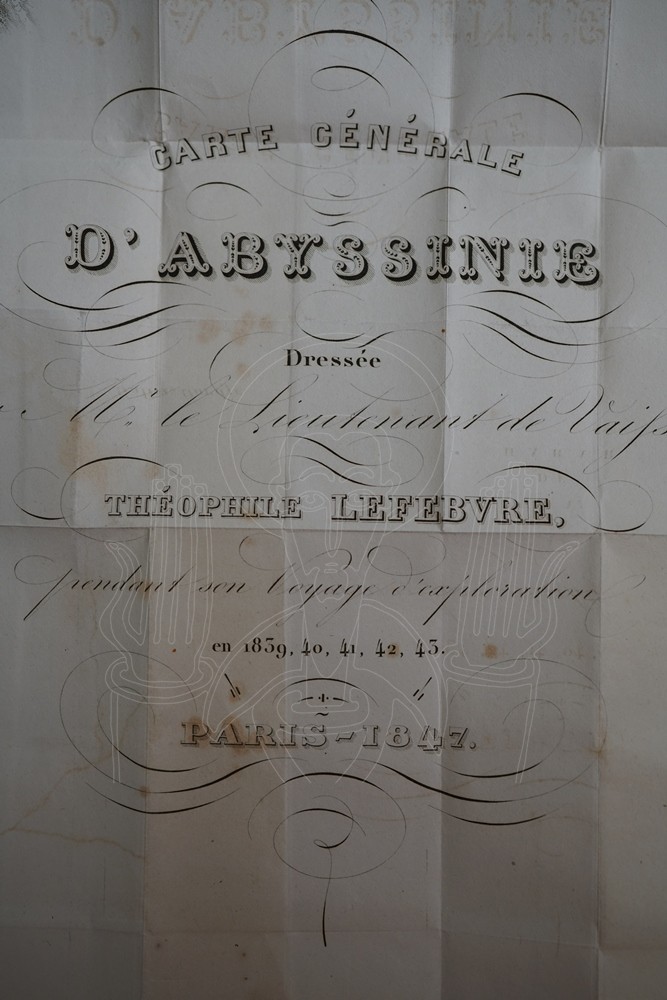 CARTE GÉNÉRALE
D'ABYSSINIE
Dressée
Mr. le Lieutenant de Vaiſs
THÉOPHILE LEFEBVRE,
pendant son Voyage d'exploration
en 1839, 40, 41, 42, 43.
PARIS-1847.